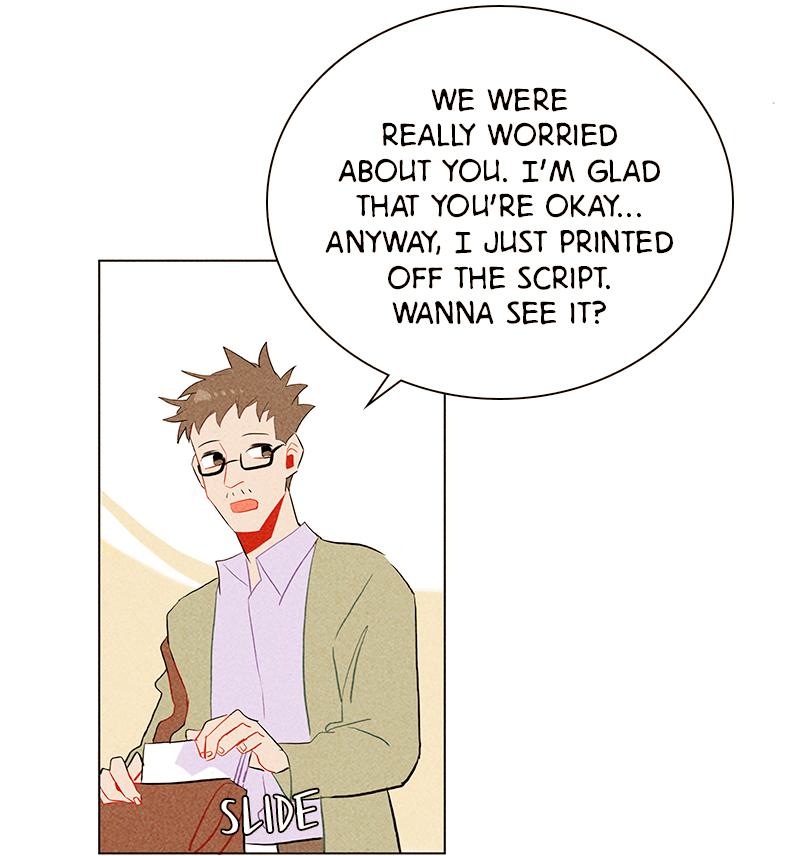 WE WERE
REALLY WORRIED
ABOUT YOU. I'M GLAD
THAT YOU'RE OKAY...
ANYWAY, I JUST PRINTED
OFF THE SCRIPT.
WANNA SEE IT?
SLIDE